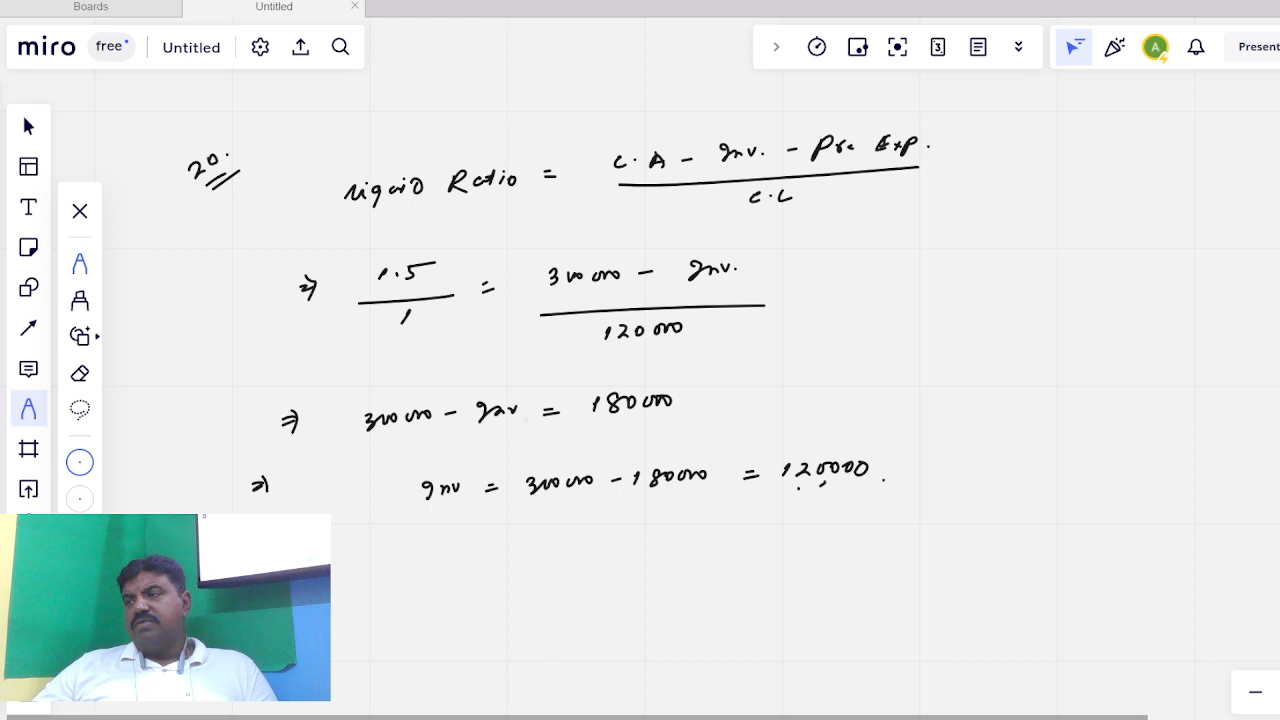 Boards Untitled
miro free Untitled 3 A Present
20.
Liquid Ratio = C.A - Inv. - Pre Exp.
C.L
⇒ 1.5 = 300000 - Inv.
1 120000
⇒ 300000 - Inv = 180000
⇒ Inv = 300000 - 180000 = 120000.